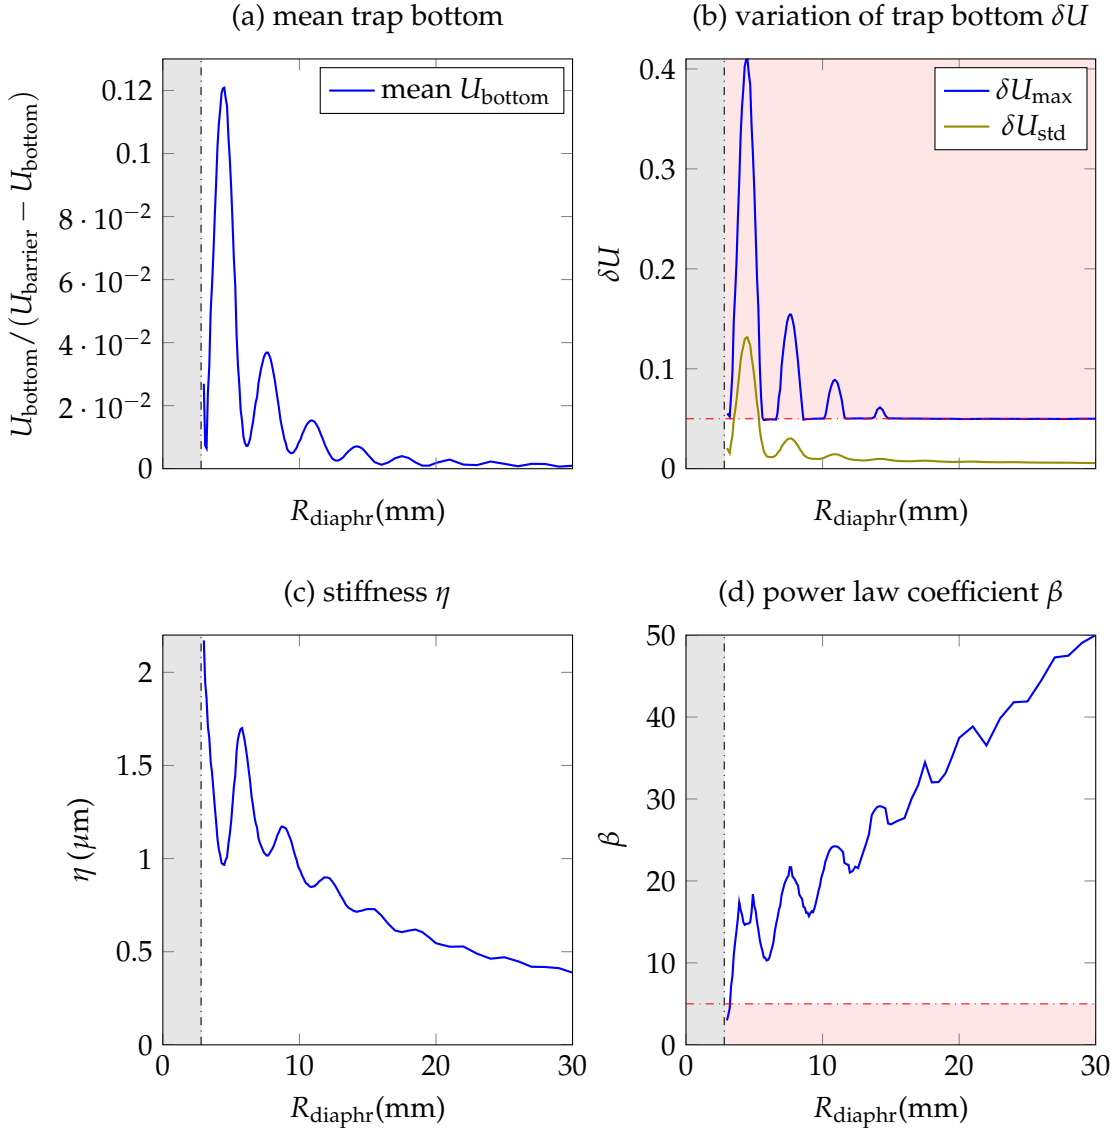 (a) mean trap bottom
U_bottom/(U_barrier − U_bottom)
0.12
0.1
8 · 10⁻²
6 · 10⁻²
4 · 10⁻²
2 · 10⁻²
0
mean U_bottom
R_diaphr(mm)
(b) variation of trap bottom δU
δU
0.4
0.3
0.2
0.1
0
δU_max
δU_std
R_diaphr(mm)
(c) stiffness η
η (μm)
2
1.5
1
0.5
0
0 10 20 30
R_diaphr(mm)
(d) power law coefficient β
β
50
40
30
20
10
0
0 10 20 30
R_diaphr(mm)